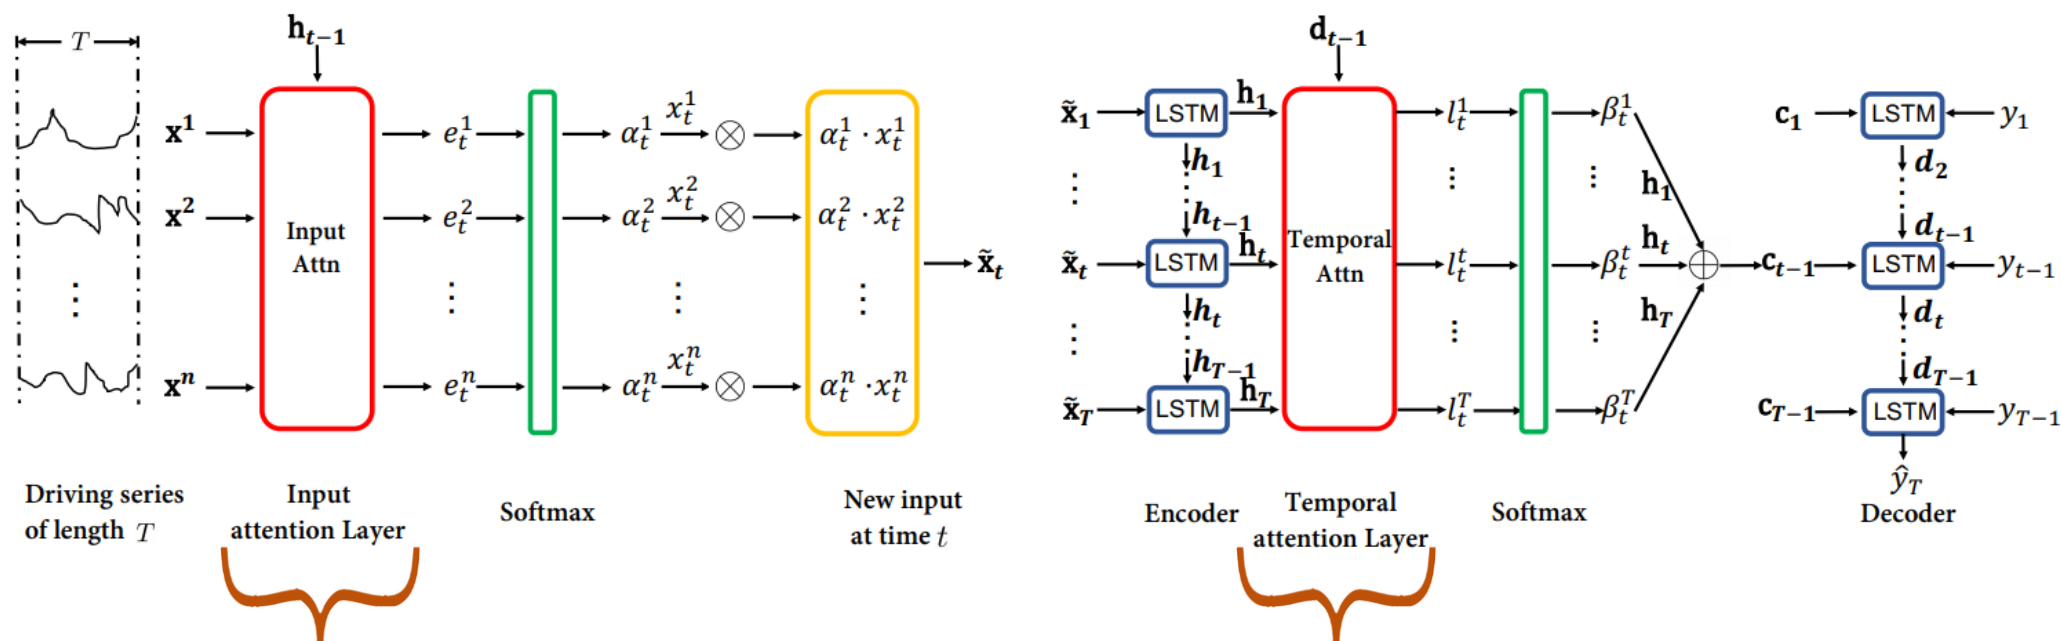 T
h_{t-1}
x^1 e_t^1 α_t^1 x_t^1 ⊗ α_t^1 · x_t^1
x^2 e_t^2 α_t^2 x_t^2 ⊗ α_t^2 · x_t^2
Input
Attn
⋮ ⋮ ⋮ ⋮
x̃_t
x^n e_t^n α_t^n x_t^n ⊗ α_t^n · x_t^n
Driving series
of length T
Input
attention Layer
Softmax
New input
at time t
d_{t-1}
x̃_1 LSTM h_1 l_t^1 β_t^1 c_1 LSTM y_1
h_1 h_1 d_2
⋮ ⋮ ⋮ ⋮
h_{t-1} d_{t-1}
Temporal
Attn
x̃_t LSTM h_t l_t^t β_t^t h_t ⊕ c_{t-1} LSTM y_{t-1}
h_t h_T d_t
⋮ ⋮ ⋮ ⋮
h_{T-1} d_{T-1}
x̃_T LSTM h_T l_t^T β_t^T c_{T-1} LSTM y_{T-1}
ŷ_T
Encoder
Temporal
attention Layer
Softmax
Decoder